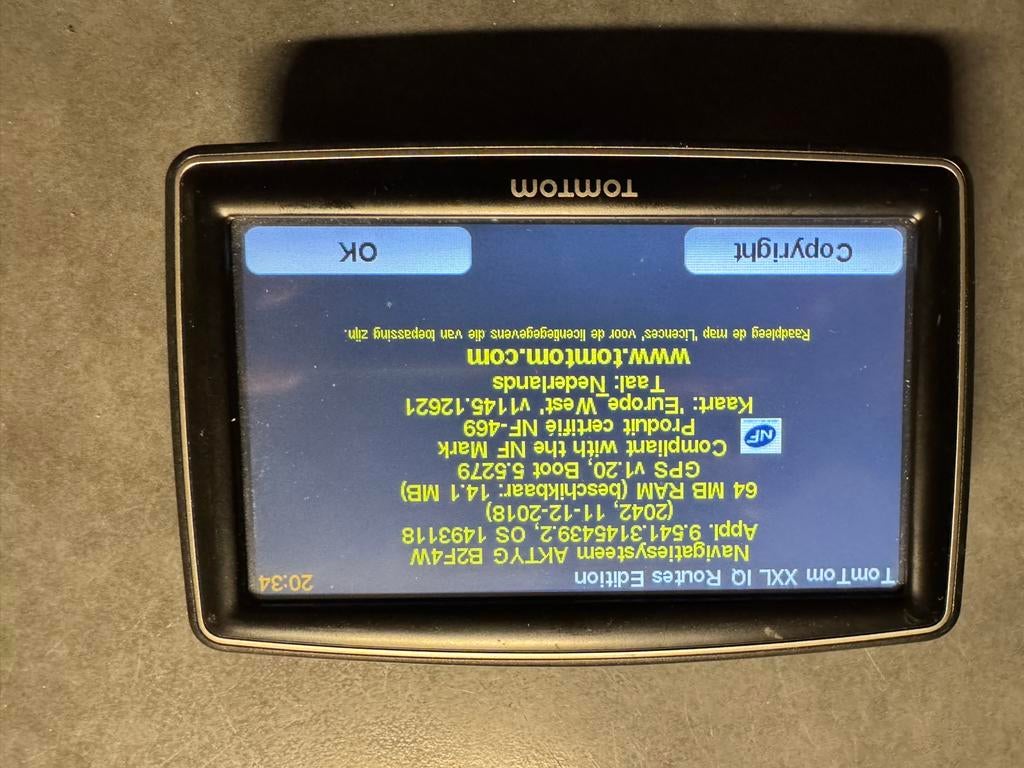 TomTom XXL IQ Routes Edition 20:34
Navigatiesysteem AKTYG B2F4W
Appl. 9.541.3145439.2, OS 1493118
(2042, 11-12-2018)
64 MB RAM (beschikbaar: 14.1 MB)
GPS v1.20, Boot 5.5279
NF Compliant with the NF Mark
Produit certifié NF-469
Kaart: 'Europe_West' v1145.12621
Taal: Nederlands
www.tomtom.com
Raadpleeg de map 'Licences' voor de licentiegegevens die van toepassing zijn.
Copyright OK
TOMTOM